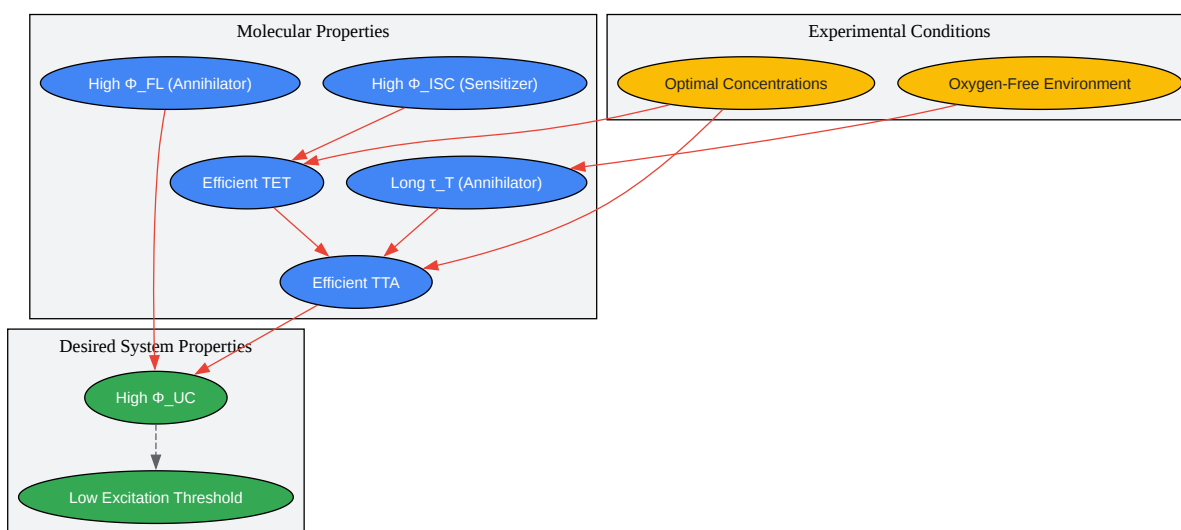 Molecular Properties
Experimental Conditions
High Φ_FL (Annihilator)
High Φ_ISC (Sensitizer)
Optimal Concentrations
Oxygen-Free Environment
Efficient TET
Long τ_T (Annihilator)
Efficient TTA
Desired System Properties
High Φ_UC
Low Excitation Threshold